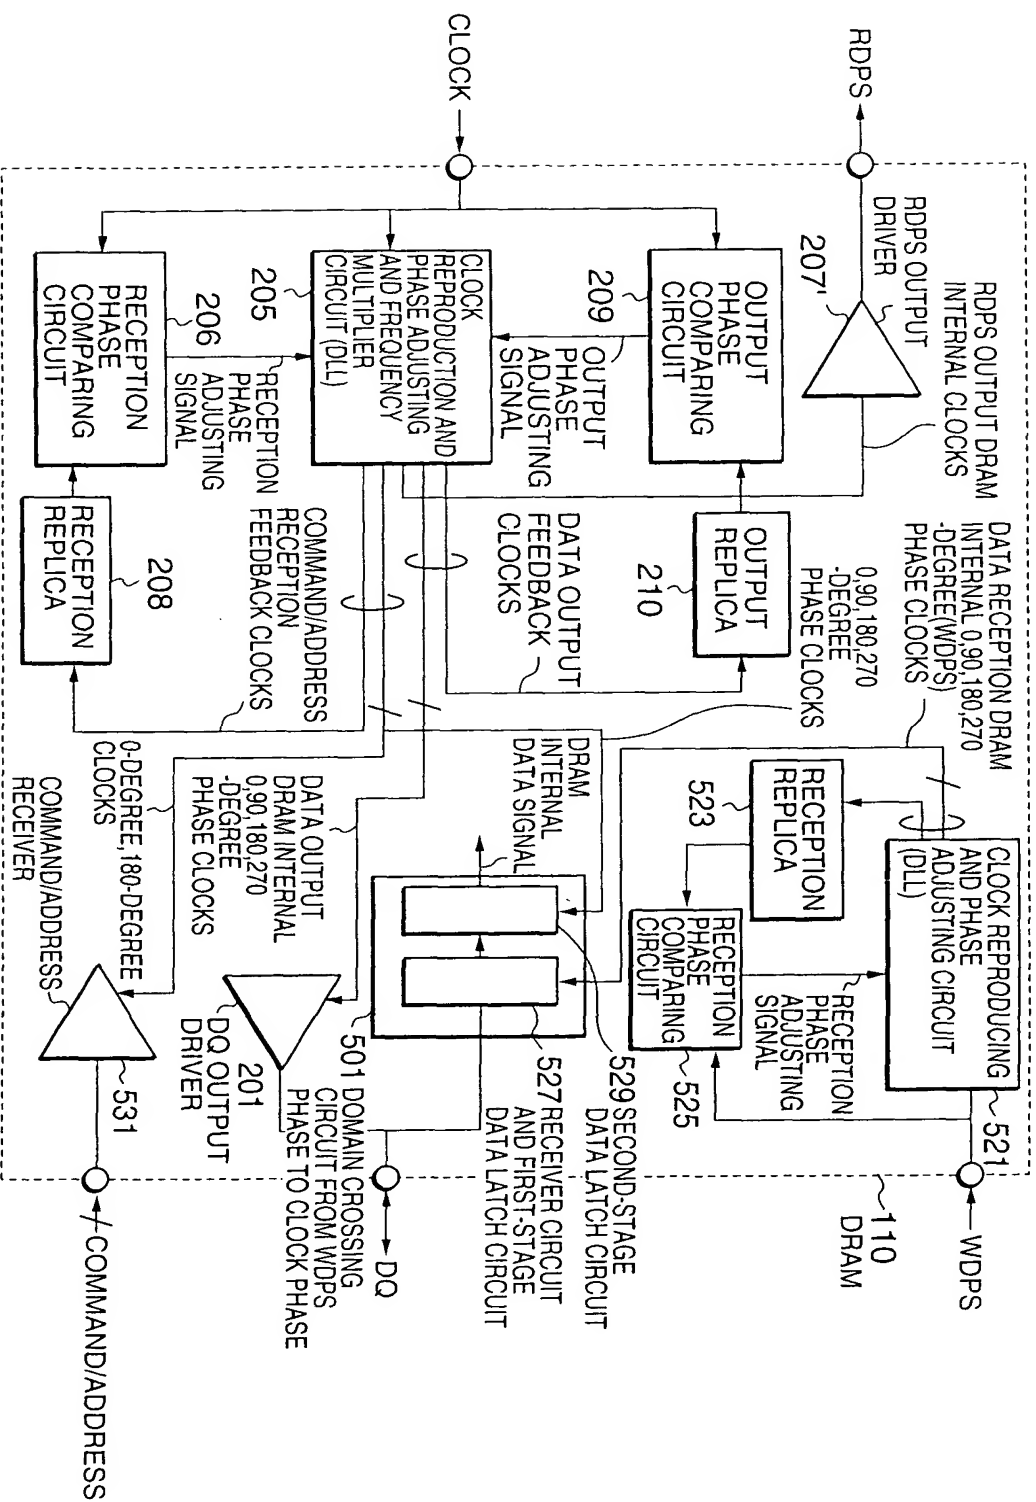 CLOCK
RDPS
RDPS OUTPUT
DRIVER
207'
RDPS OUTPUT DRAM
INTERNAL CLOCKS
OUTPUT
PHASE
COMPARING
CIRCUIT
209
OUTPUT
PHASE
ADJUSTING
SIGNAL
CLOCK
REPRODUCTION AND
PHASE ADJUSTING
AND FREQUENCY
MULTIPLIER
CIRCUIT (DLL)
205
RECEPTION
PHASE
COMPARING
CIRCUIT
206
RECEPTION
PHASE
ADJUSTING
SIGNAL
RECEPTION
REPLICA
208
COMMAND/ADDRESS
RECEPTION
FEEDBACK CLOCKS
DATA OUTPUT
FEEDBACK
CLOCKS
OUTPUT
REPLICA
210
0,90,180,270
-DEGREE
PHASE CLOCKS
DATA RECEPTION DRAM
INTERNAL 0,90,180,270
-DEGREE(WDPS)
PHASE CLOCKS
RECEPTION
REPLICA
523
CLOCK REPRODUCING
AND PHASE
ADJUSTING CIRCUIT
(DLL)
521
RECEPTION
PHASE
COMPARING
CIRCUIT
525
RECEPTION
PHASE
ADJUSTING
SIGNAL
DRAM
INTERNAL
DATA SIGNAL
DATA OUTPUT
DRAM INTERNAL
0,90,180,270
-DEGREE
PHASE CLOCKS
0-DEGREE,180-DEGREE
CLOCKS
COMMAND/ADDRESS
RECEIVER
531
201
DQ OUTPUT
DRIVER
501 DOMAIN CROSSING
CIRCUIT FROM WDPS
PHASE TO CLOCK PHASE
529 SECOND-STAGE
DATA LATCH CIRCUIT
527 RECEIVER CIRCUIT
AND FIRST-STAGE
DATA LATCH CIRCUIT
110
DRAM
WDPS
DQ
COMMAND/ADDRESS